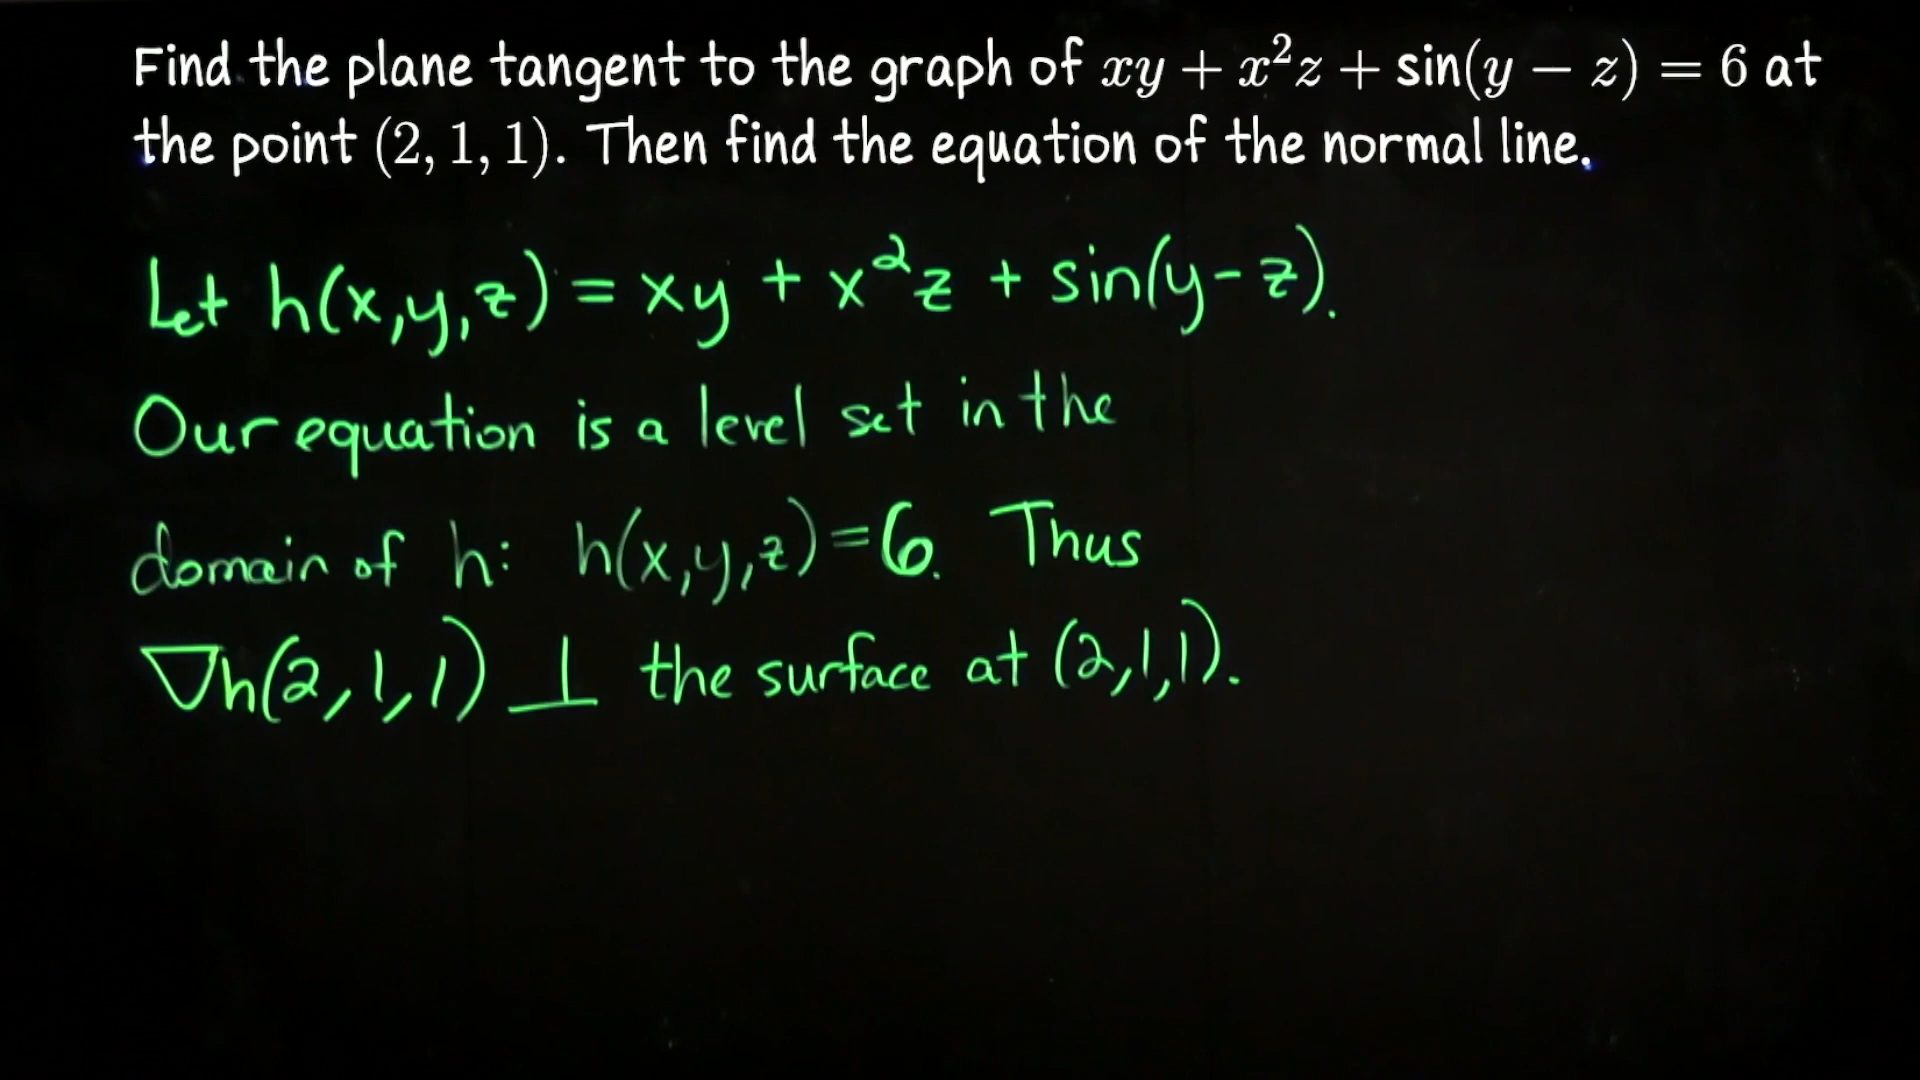 Find the plane tangent to the graph of xy + x²z + sin(y − z) = 6 at
the point (2, 1, 1). Then find the equation of the normal line.
Let h(x,y,z) = xy + x²z + sin(y-z).
Our equation is a level set in the
domain of h: h(x,y,z)=6. Thus
∇h(2,1,1) ⊥ the surface at (2,1,1).